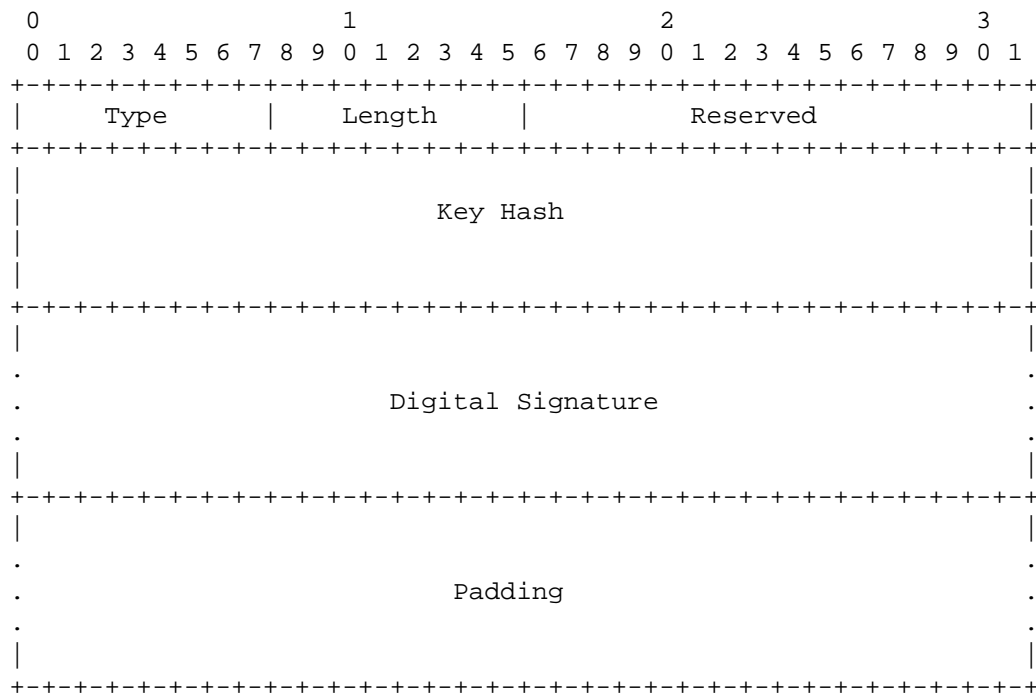 0                   1                   2                   3
 0 1 2 3 4 5 6 7 8 9 0 1 2 3 4 5 6 7 8 9 0 1 2 3 4 5 6 7 8 9 0 1
+-+-+-+-+-+-+-+-+-+-+-+-+-+-+-+-+-+-+-+-+-+-+-+-+-+-+-+-+-+-+-+-+
|     Type      |    Length     |          Reserved             |
+-+-+-+-+-+-+-+-+-+-+-+-+-+-+-+-+-+-+-+-+-+-+-+-+-+-+-+-+-+-+-+-+
|                                                               |
|                          Key Hash                             |
|                                                               |
|                                                               |
+-+-+-+-+-+-+-+-+-+-+-+-+-+-+-+-+-+-+-+-+-+-+-+-+-+-+-+-+-+-+-+-+
|                                                               |
.                                                               .
.                       Digital Signature                       .
.                                                               .
|                                                               |
+-+-+-+-+-+-+-+-+-+-+-+-+-+-+-+-+-+-+-+-+-+-+-+-+-+-+-+-+-+-+-+-+
|                                                               |
.                                                               .
.                           Padding                             .
.                                                               .
|                                                               |
+-+-+-+-+-+-+-+-+-+-+-+-+-+-+-+-+-+-+-+-+-+-+-+-+-+-+-+-+-+-+-+-+